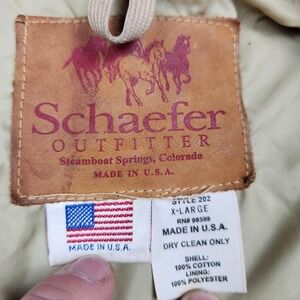 Schaefer
OUTFITTER
Steamboat Springs, Colorado
MADE IN U.S.A.
MADE IN U.S.A.
STYLE 202
X-LARGE
RN# 98599
MADE IN U.S.A.
DRY CLEAN ONLY
SHELL:
100% COTTON
LINING:
100% POLYESTER